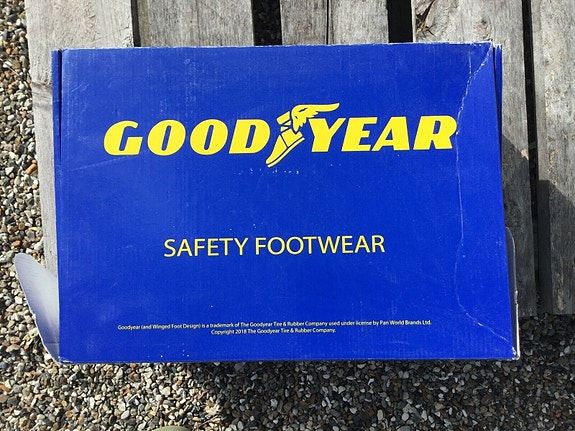 GOODYEAR
SAFETY FOOTWEAR
Goodyear (and Winged Foot Design) is a trademark of The Goodyear Tire & Rubber Company used under license by Pan World Brands Ltd.
Copyright 2018 The Goodyear Tire & Rubber Company.